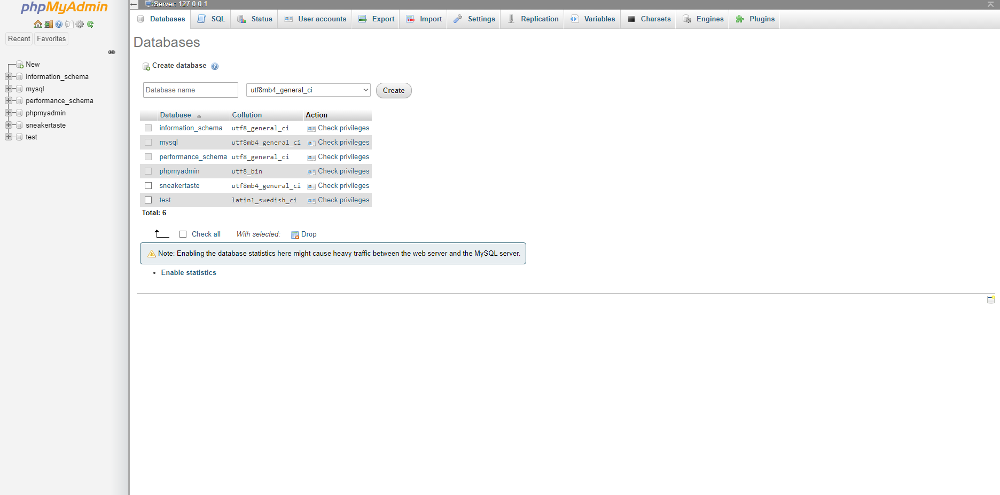 phpMyAdmin
Recent Favorites
New
information_schema
mysql
performance_schema
phpmyadmin
sneakertaste
test
Server: 127.0.0.1
Databases SQL Status User accounts Export Import Settings Replication Variables Charsets Engines Plugins
Databases
Create database
Database name utf8mb4_general_ci Create
Database Collation Action
information_schema utf8_general_ci Check privileges
mysql utf8mb4_general_ci Check privileges
performance_schema utf8_general_ci Check privileges
phpmyadmin utf8_bin Check privileges
sneakertaste utf8mb4_general_ci Check privileges
test latin1_swedish_ci Check privileges
Total: 6
Check all With selected: Drop
Note: Enabling the database statistics here might cause heavy traffic between the web server and the MySQL server.
• Enable statistics